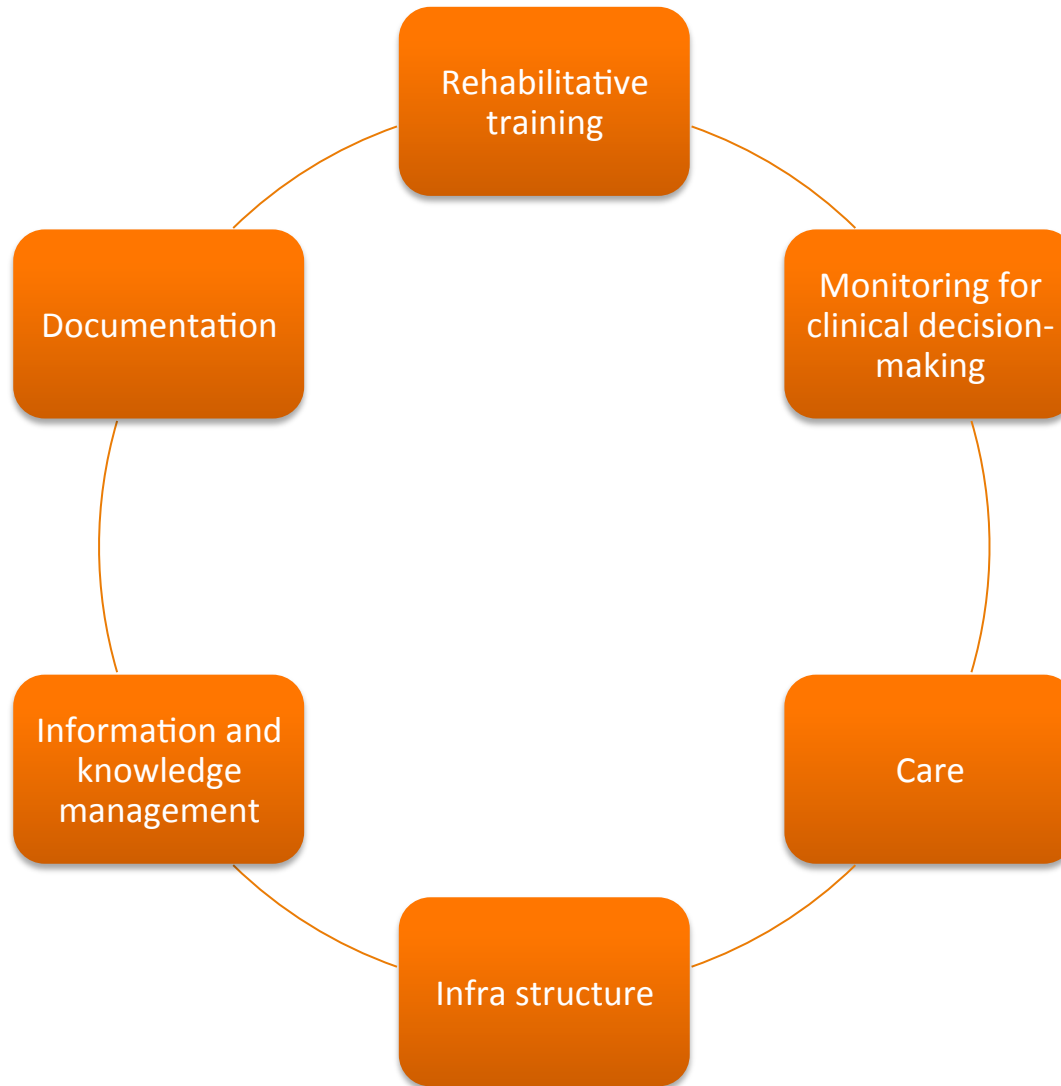 Rehabilitative
training
Documentation
Monitoring for
clinical decision-
making
Information and
knowledge
management
Care
Infra structure